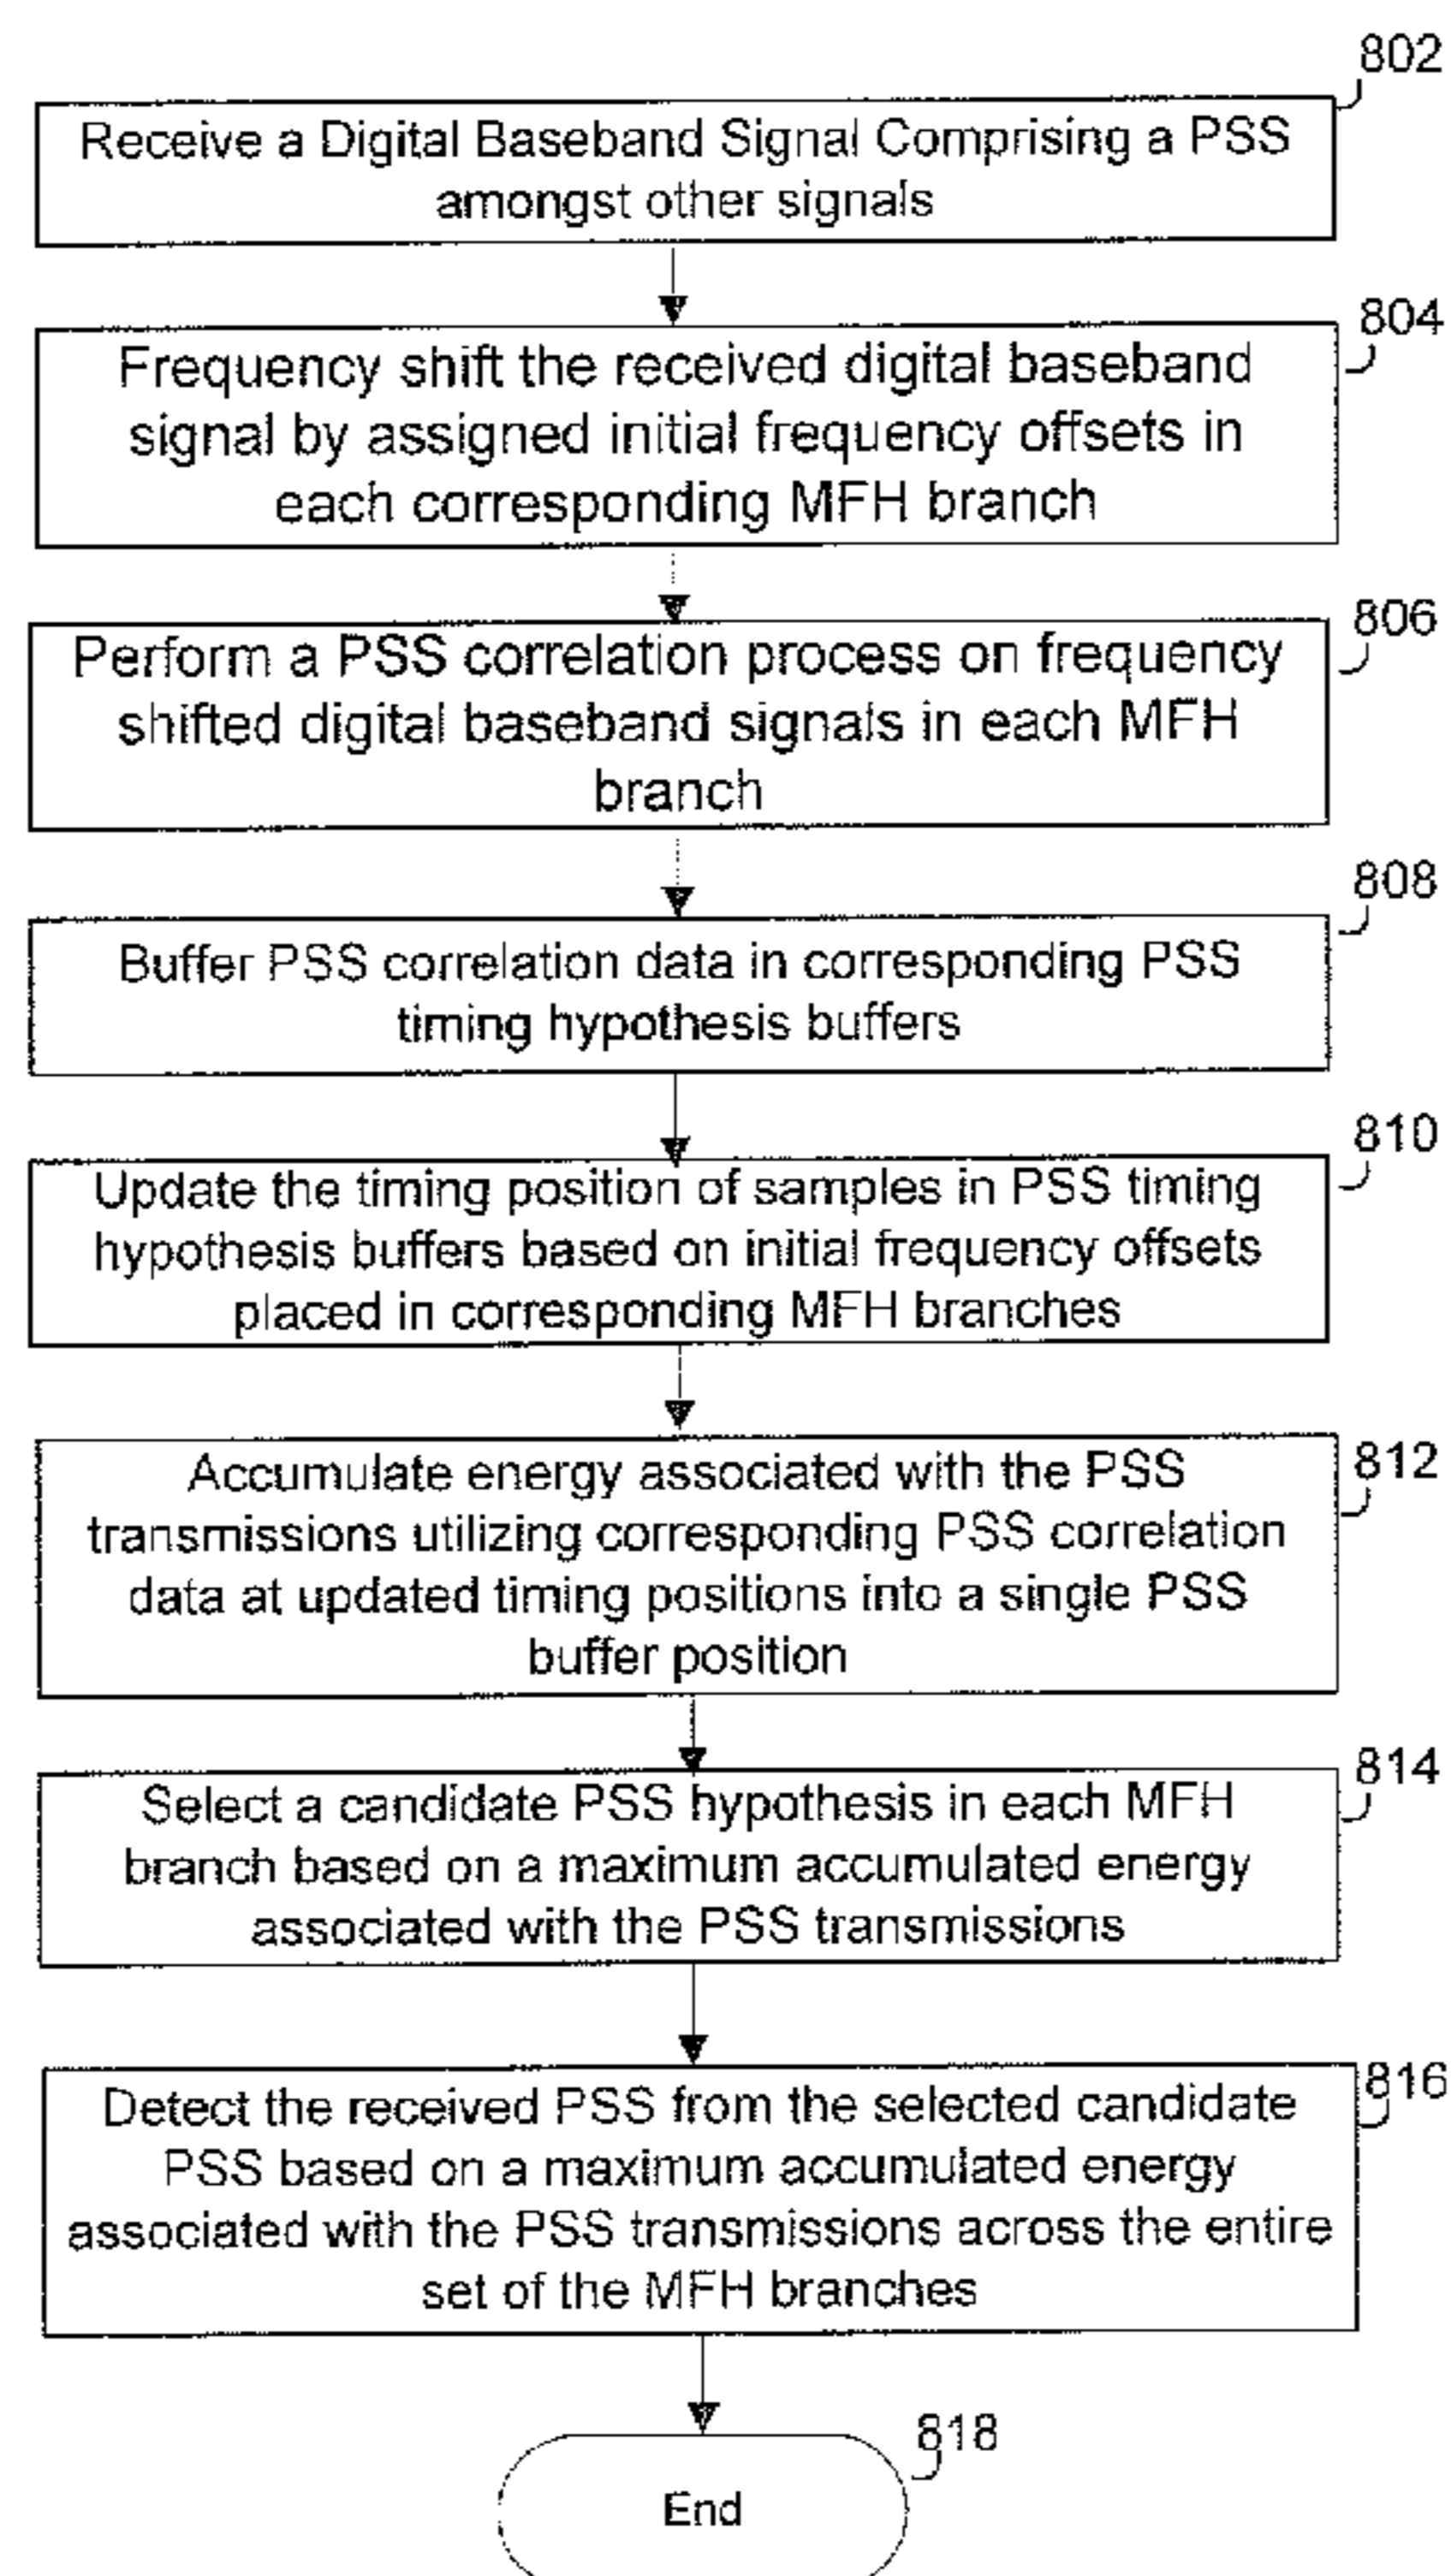 802
Receive a Digital Baseband Signal Comprising a PSS
amongst other signals
804
Frequency shift the received digital baseband
signal by assigned initial frequency offsets in
each corresponding MFH branch
806
Perform a PSS correlation process on frequency
shifted digital baseband signals in each MFH
branch
808
Buffer PSS correlation data in corresponding PSS
timing hypothesis buffers
810
Update the timing position of samples in PSS timing
hypothesis buffers based on initial frequency offsets
placed in corresponding MFH branches
812
Accumulate energy associated with the PSS
transmissions utilizing corresponding PSS correlation
data at updated timing positions into a single PSS
buffer position
814
Select a candidate PSS hypothesis in each MFH
branch based on a maximum accumulated energy
associated with the PSS transmissions
816
Detect the received PSS from the selected candidate
PSS based on a maximum accumulated energy
associated with the PSS transmissions across the entire
set of the MFH branches
818
End